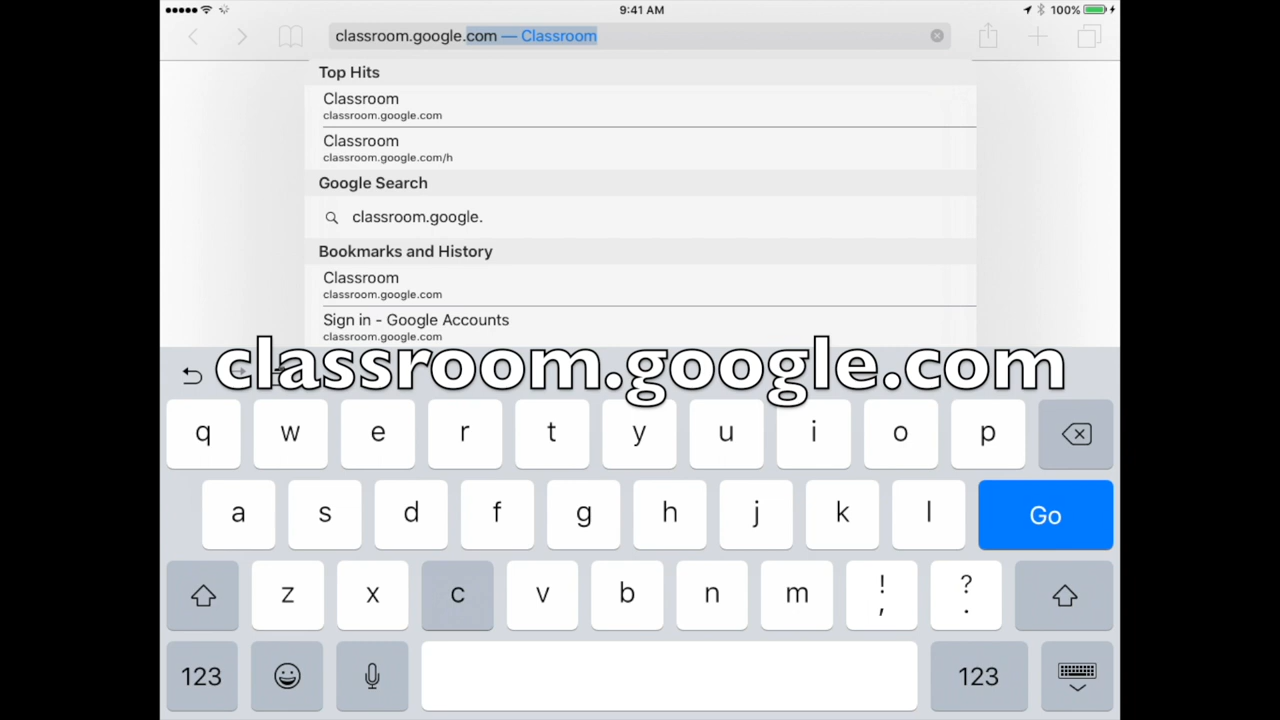 9:41 AM
100%
classroom.google.com — Classroom
Top Hits
Classroom
classroom.google.com
Classroom
classroom.google.com/h
Google Search
classroom.google.
Bookmarks and History
Classroom
classroom.google.com
Sign in - Google Accounts
classroom.google.com
classroom.google.com
q w e r t y u i o p
a s d f g h j k l Go
z x c v b n m ! , ? .
123 123